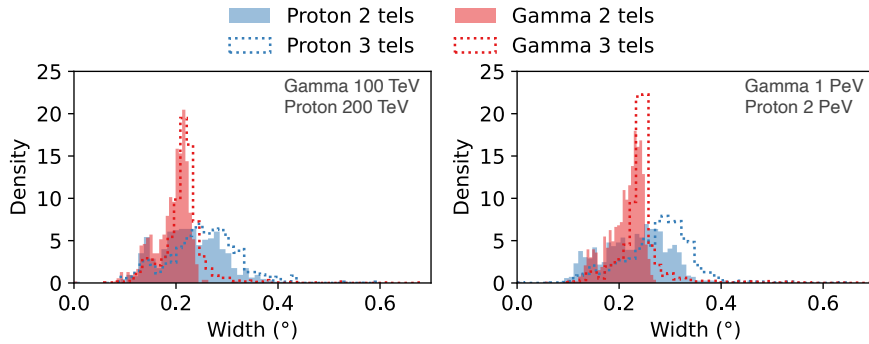 Proton 2 tels Gamma 2 tels
Proton 3 tels Gamma 3 tels
25
20
15
10
5
0
Density
Gamma 100 TeV
Proton 200 TeV
0.0 0.2 0.4 0.6
Width (°)
25
20
15
10
5
0
Density
Gamma 1 PeV
Proton 2 PeV
0.0 0.2 0.4 0.6
Width (°)